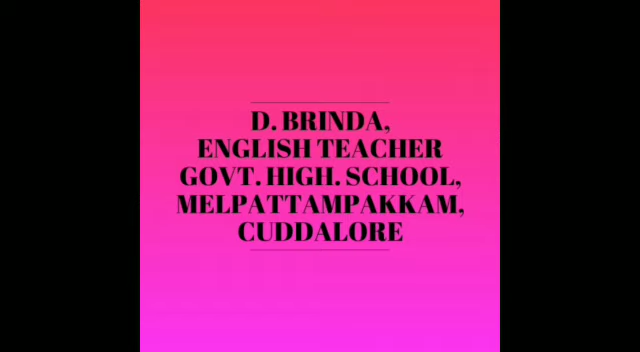 D. BRINDA,
ENGLISH TEACHER
GOVT. HIGH. SCHOOL,
MELPATTAMPAKKAM,
CUDDALORE